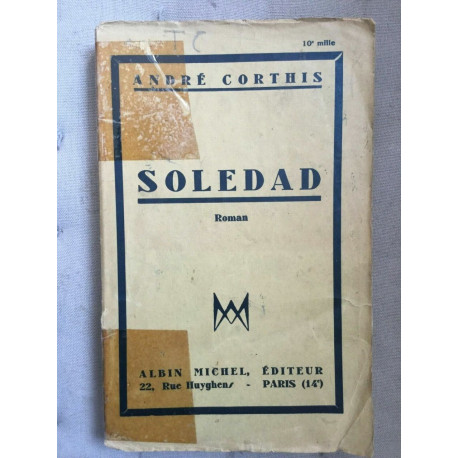 10e mille
ANDRÉ CORTHIS
SOLEDAD
Roman
ALBIN MICHEL, ÉDITEUR
22, Rue Huyghens - PARIS (14e)